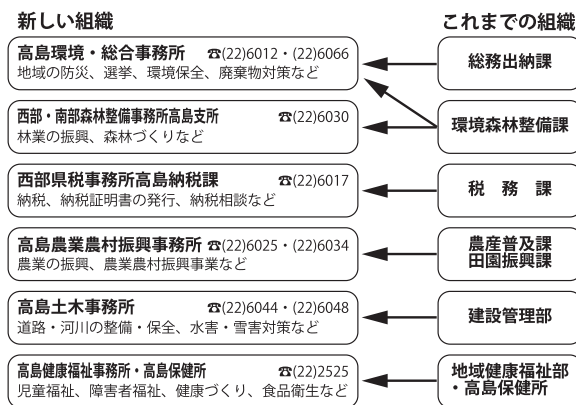 新しい組織
これまでの組織
高島環境・総合事務所 ☎(22)6012・(22)6066
地域の防災、選挙、環境保全、廃棄物対策など
総務出納課
西部・南部森林整備事務所高島支所 ☎(22)6030
林業の振興、森林づくりなど
環境森林整備課
西部県税事務所高島納税課 ☎(22)6017
納税、納税証明書の発行、納税相談など
税務課
高島農業農村振興事務所 ☎(22)6025・(22)6034
農業の振興、農業農村振興事業など
農産普及課
田園振興課
高島土木事務所 ☎(22)6044・(22)6048
道路・河川の整備・保全、水害・雪害対策など
建設管理部
高島健康福祉事務所・高島保健所 ☎(22)2525
児童福祉、障害者福祉、健康づくり、食品衛生など
地域健康福祉部
・高島保健所